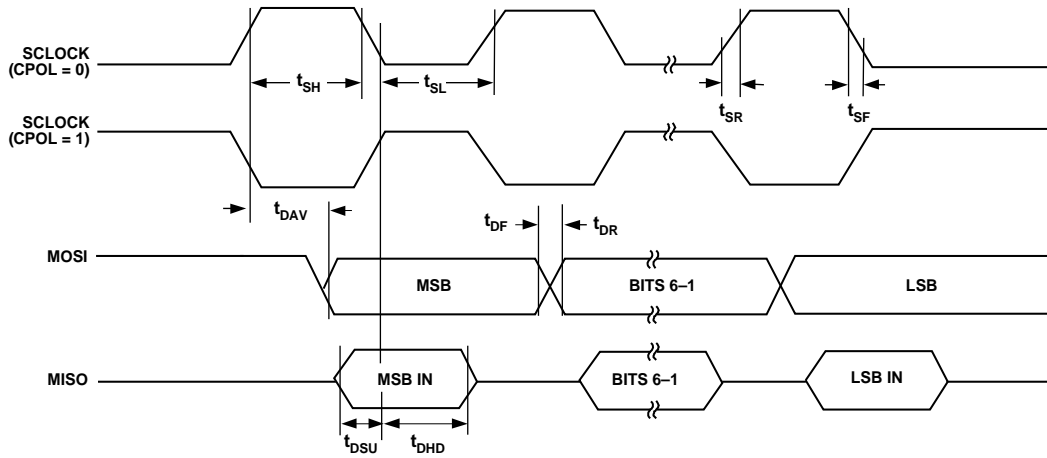 SCLOCK
(CPOL = 0)
tSH
tSL
tSR
tSF
SCLOCK
(CPOL = 1)
tDAV
tDF
tDR
MOSI
MSB
BITS 6–1
LSB
MISO
MSB IN
BITS 6–1
LSB IN
tDSU
tDHD